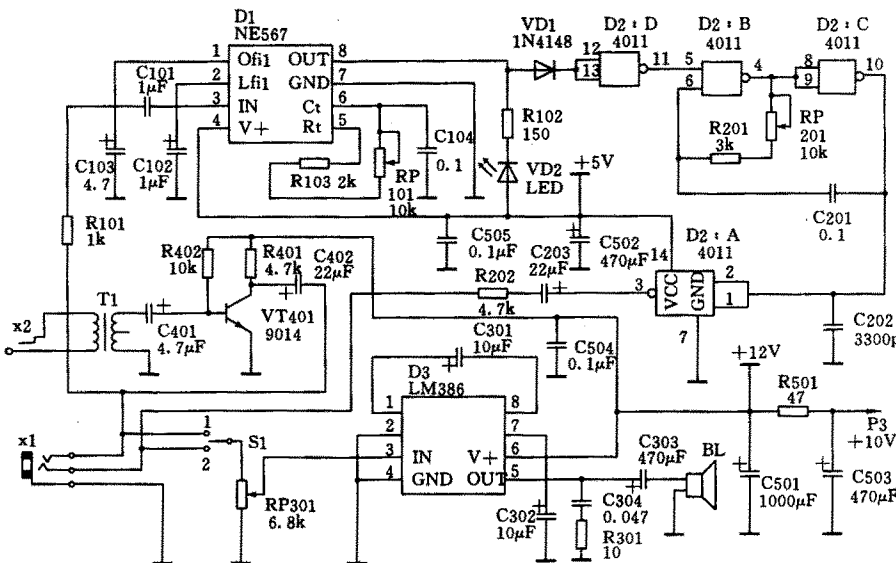 D1
NE567
1
2
3
4
Ofi1
Lfi1
IN
V+
OUT
GND
Ct
Rt
8
7
6
5
C101
1μF
C103
4.7
C102
1μF
R103 2k
RP
101
10k
C104
0.1
VD1
1N4148
R102
150
VD2
LED
D2：D
4011
12
13
11
D2：B
4011
5
6
4
D2：C
4011
8
9
10
R201
3k
RP
201
10k
C201
0.1
+5V
R101
1k
R402
10k
R401
4.7k
C402
22μF
T1
x2
C401
4.7μF
VT401
9014
C505
0.1μF
C203
22μF
C502
470μF
R202
4.7k
D2：A
4011
14
VCC
GND
3
2
1
7
C202
3300p
C301
10μF
C504
0.1μF
D3
LM386
1
2
3
4
IN
GND
V+
OUT
8
7
6
5
x1
1
2
S1
RP301
6.8k
C302
10μF
C303
470μF
C304
0.047
R301
10
BL
+12V
R501
47
P3
+10V
C501
1000μF
C503
470μF